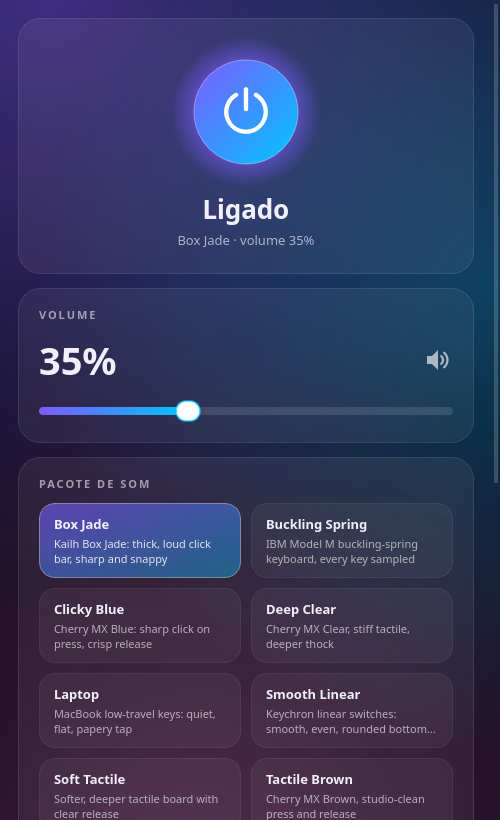 Ligado
Box Jade · volume 35%
VOLUME
35%
PACOTE DE SOM
Box Jade
Kailh Box Jade: thick, loud click
bar, sharp and snappy
Buckling Spring
IBM Model M buckling-spring
keyboard, every key sampled
Clicky Blue
Cherry MX Blue: sharp click on
press, crisp release
Deep Clear
Cherry MX Clear, stiff tactile,
deeper thock
Laptop
MacBook low-travel keys: quiet,
flat, papery tap
Smooth Linear
Keychron linear switches:
smooth, even, rounded bottom...
Soft Tactile
Softer, deeper tactile board with
clear release
Tactile Brown
Cherry MX Brown, studio-clean
press and release